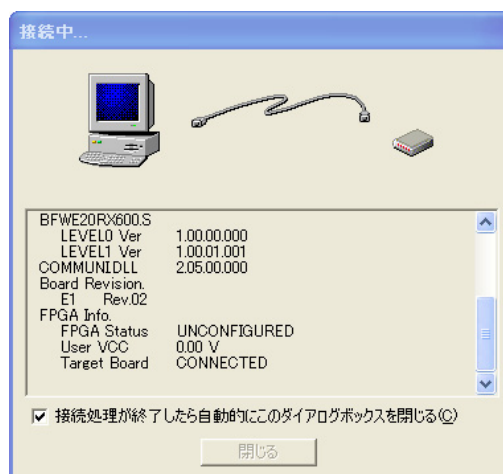 接続中...
BFWE20RX600.S
LEVEL0 Ver 1.00.00.000
LEVEL1 Ver 1.00.01.001
COMMUNIDLL 2.05.00.000
Board Revision.
E1 Rev.02
FPGA Info.
FPGA Status UNCONFIGURED
User VCC 0.00 V
Target Board CONNECTED
接続処理が終了したら自動的にこのダイアログボックスを閉じる(C)
閉じる